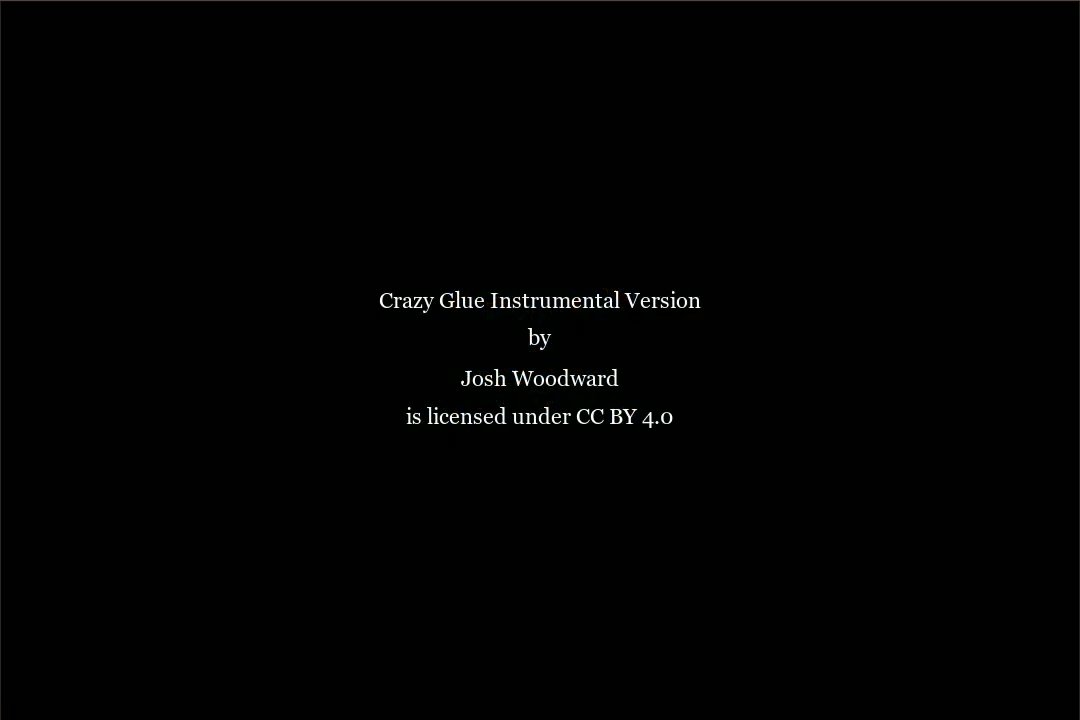 Crazy Glue Instrumental Version
by
Josh Woodward
is licensed under CC BY 4.0